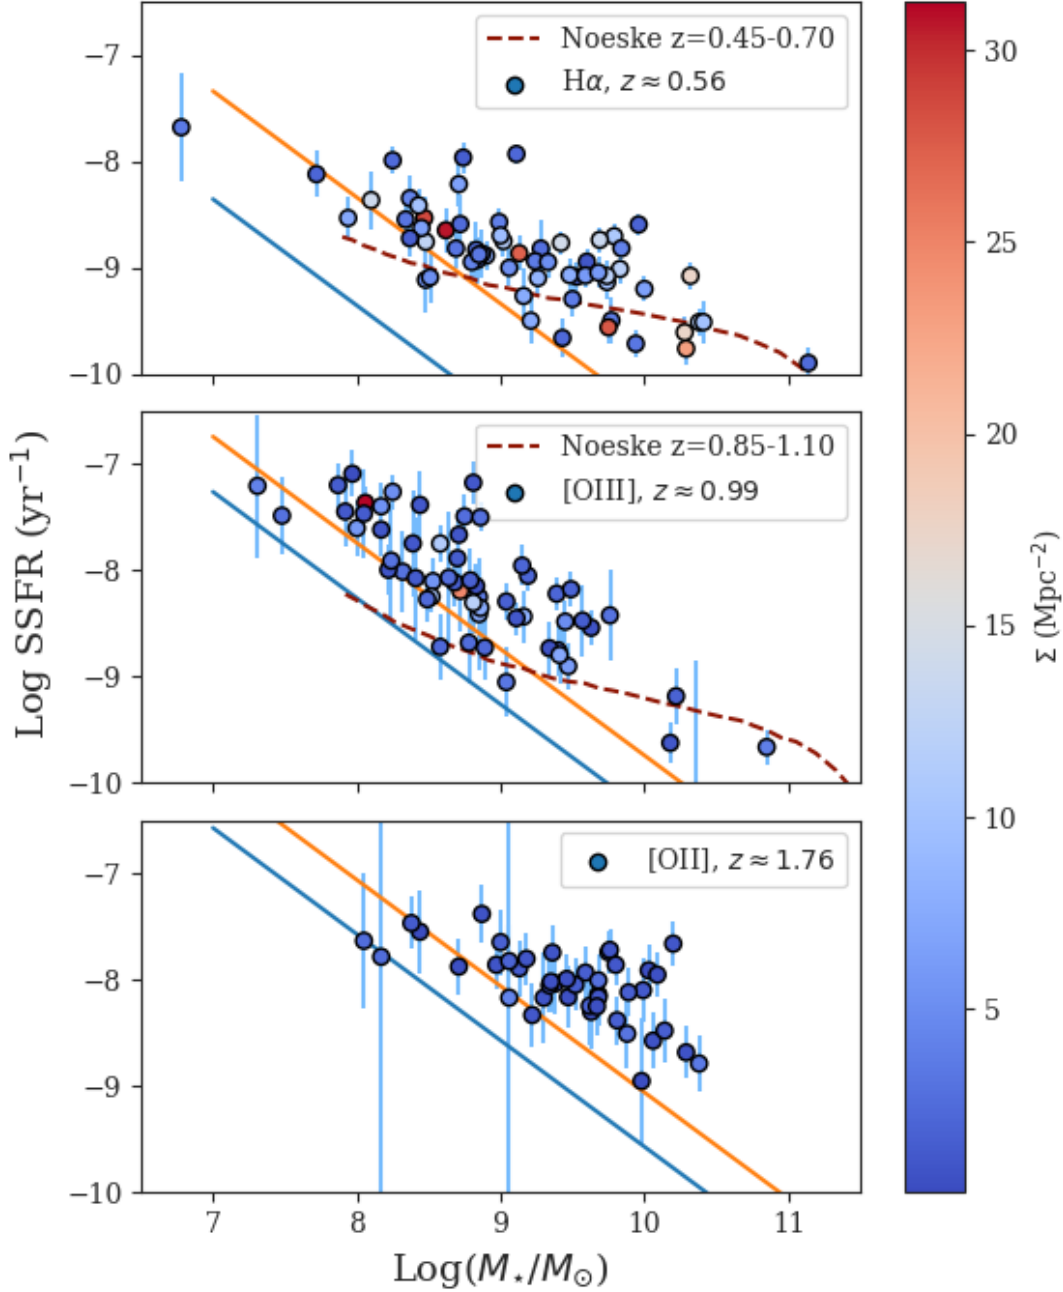 −7
−8
−9
−10
Noeske z=0.45-0.70
Hα, z ≈ 0.56
−7
−8
−9
−10
Noeske z=0.85-1.10
[OIII], z ≈ 0.99
−7
−8
−9
−10
[OII], z ≈ 1.76
7 8 9 10 11
Log(M⋆/M⊙)
Log SSFR (yr⁻¹)
30
25
20
15
10
5
Σ (Mpc⁻²)